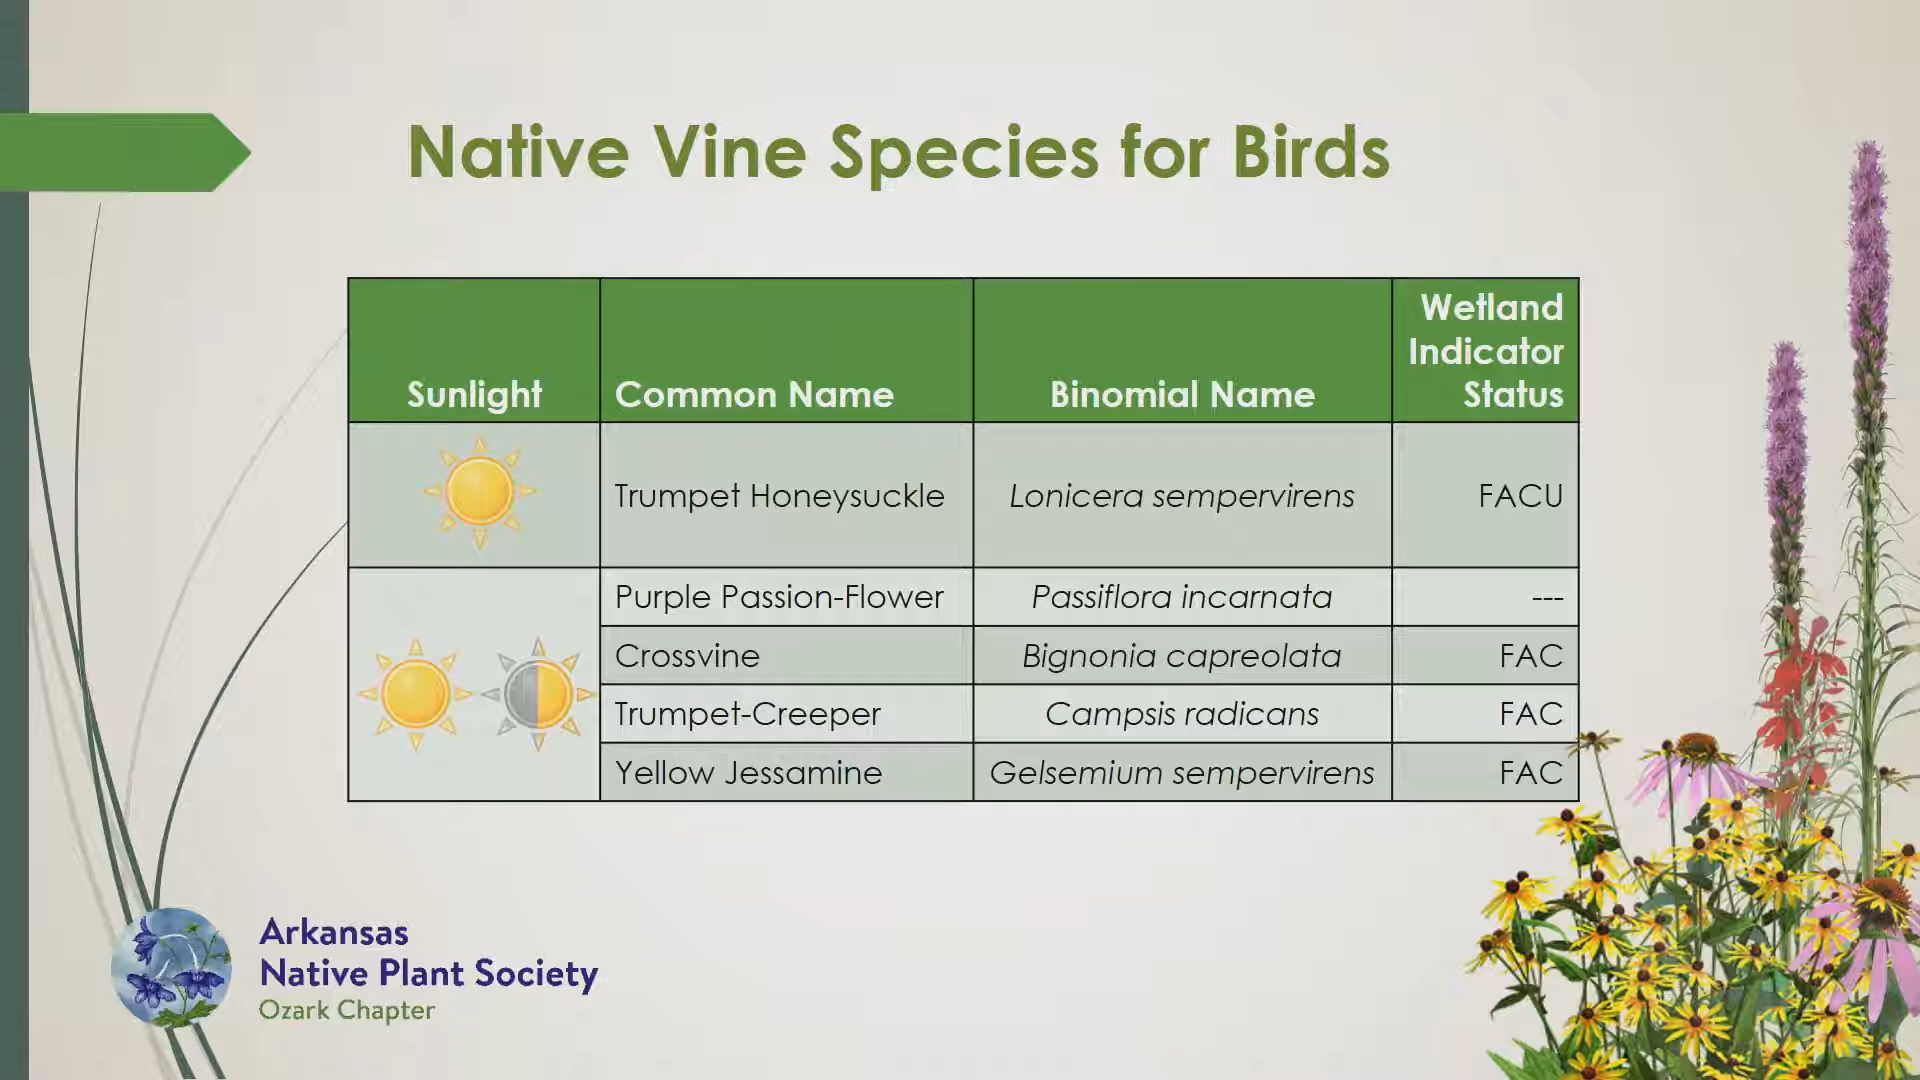 Native Vine Species for Birds
Sunlight
Common Name
Binomial Name
Wetland
Indicator
Status
Trumpet Honeysuckle
Lonicera sempervirens
FACU
Purple Passion-Flower
Passiflora incarnata
---
Crossvine
Bignonia capreolata
FAC
Trumpet-Creeper
Campsis radicans
FAC
Yellow Jessamine
Gelsemium sempervirens
FAC
Arkansas
Native Plant Society
Ozark Chapter